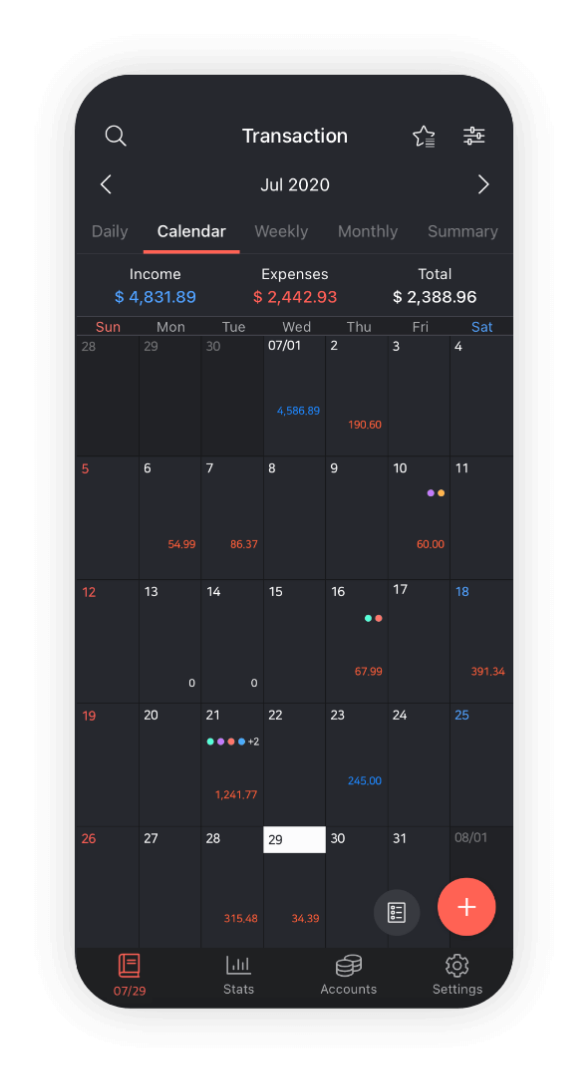 Transaction
Jul 2020
Daily Calendar Weekly Monthly Summary
Income Expenses Total
$ 4,831.89 $ 2,442.93 $ 2,388.96
Sun Mon Tue Wed Thu Fri Sat
28 29 30 07/01 2 3 4
4,586.89
190.60
5 6 7 8 9 10 11
54.99 86.37 60.00
12 13 14 15 16 17 18
67.99 391.34
0 0
19 20 21 22 23 24 25
+2
245.00
1,241.77
26 27 28 29 30 31 08/01
315.48 34.39
+
07/29 Stats Accounts Settings